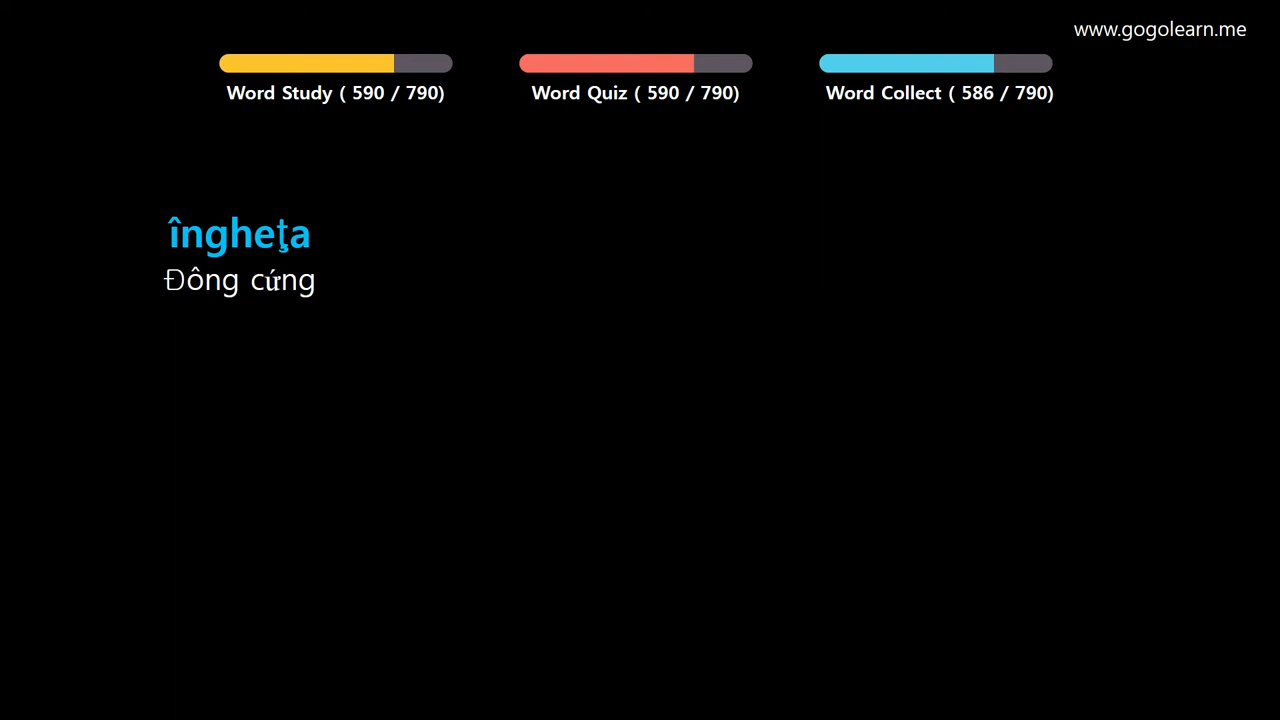 www.gogolearn.me
Word Study ( 590 / 790)
Word Quiz ( 590 / 790)
Word Collect ( 586 / 790)
îngheţa
Đông cứng